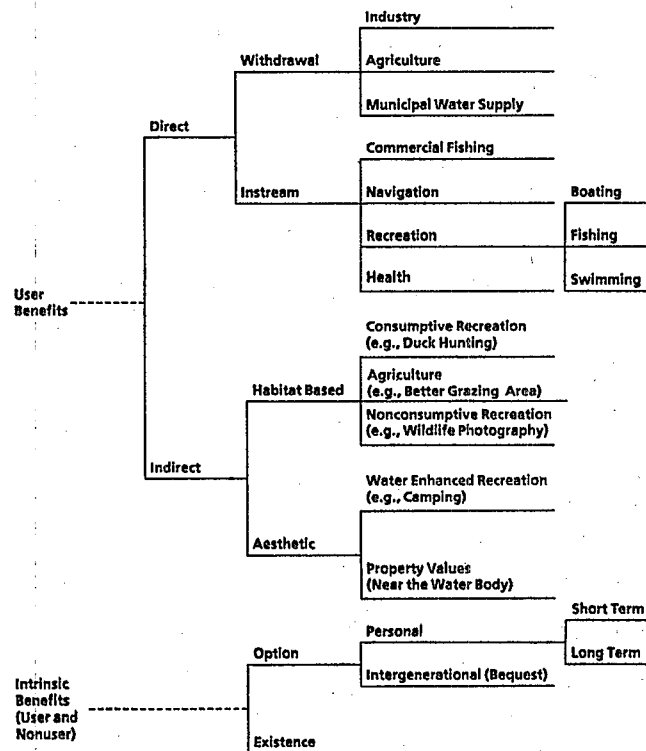 Industry
Withdrawal
Agriculture
Municipal Water Supply
Direct
Commercial Fishing
Instream
Navigation
Boating
Recreation
Fishing
Health
Swimming
User
Benefits
Consumptive Recreation
(e.g., Duck Hunting)
Habitat Based
Agriculture
(e.g., Better Grazing Area)
Nonconsumptive Recreation
(e.g., Wildlife Photography)
Indirect
Water Enhanced Recreation
(e.g., Camping)
Aesthetic
Property Values
(Near the Water Body)
Short Term
Personal
Option
Long Term
Intergenerational (Bequest)
Intrinsic
Benefits
(User and
Nonuser)
Existence